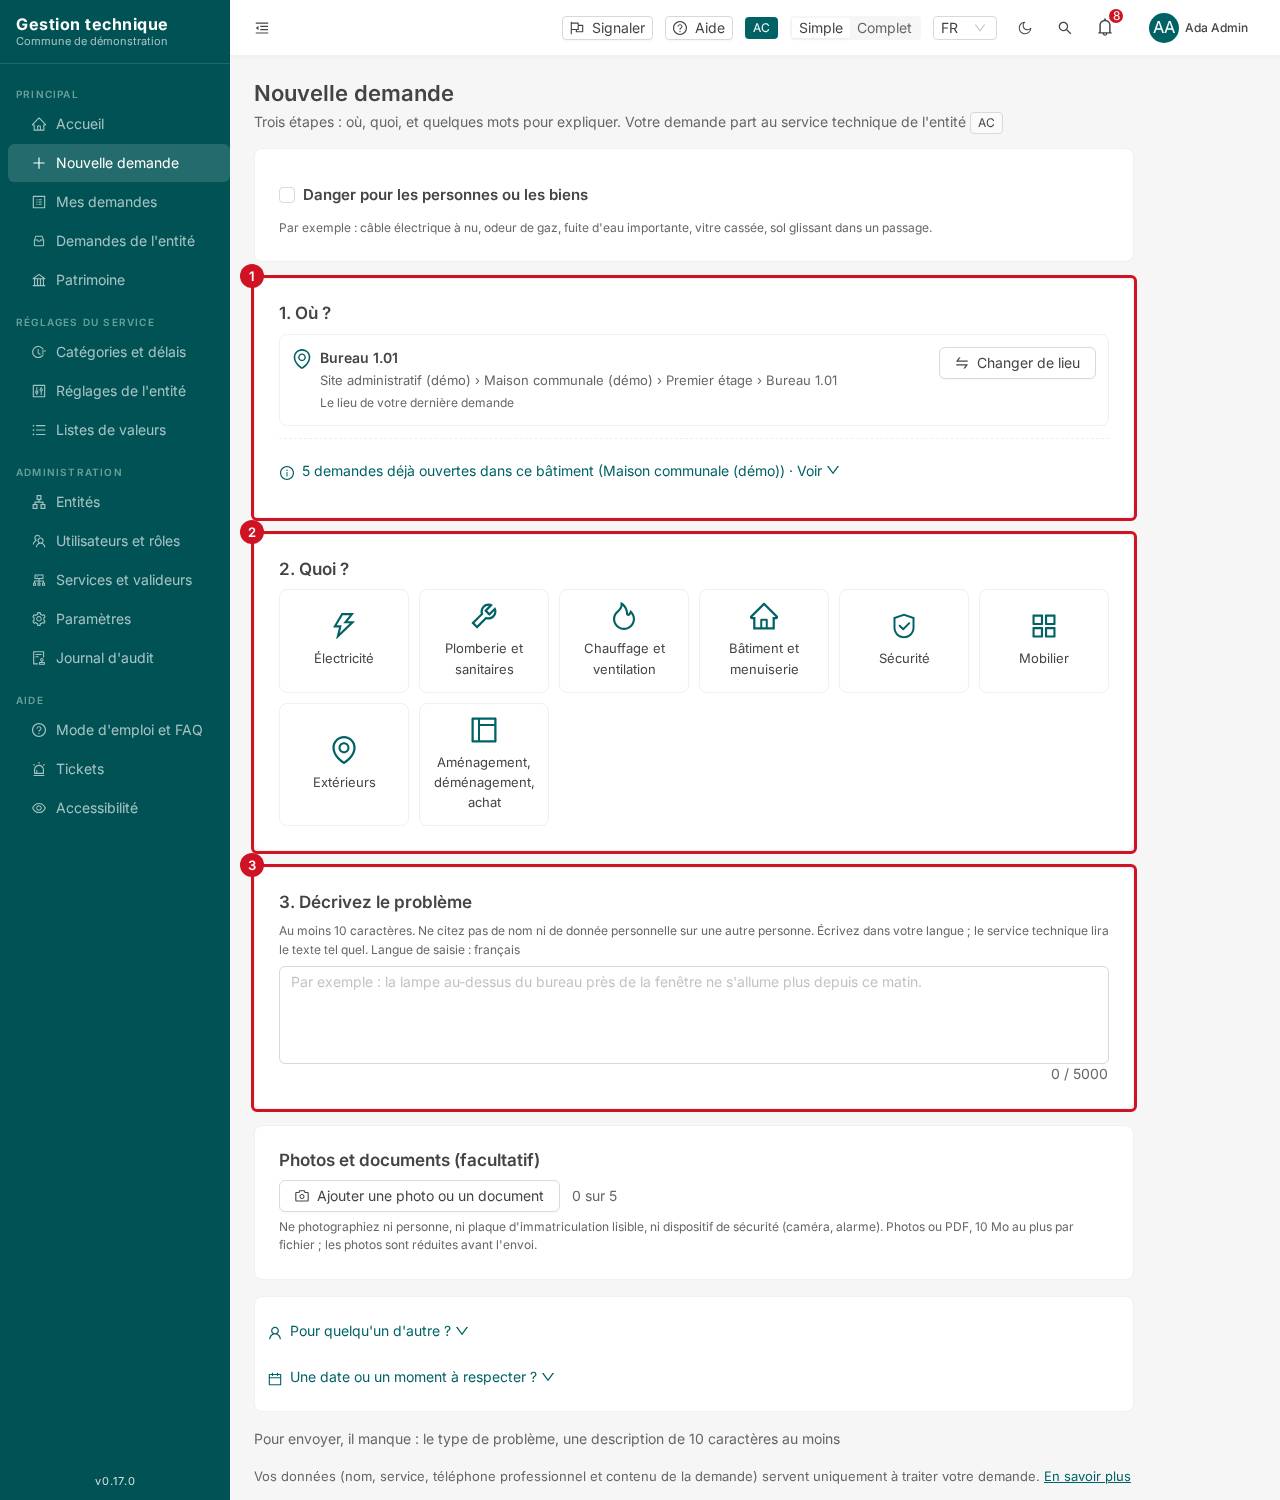 Gestion technique
Commune de démonstration
PRINCIPAL
Accueil
Nouvelle demande
Mes demandes
Demandes de l'entité
Patrimoine
RÉGLAGES DU SERVICE
Catégories et délais
Réglages de l'entité
Listes de valeurs
ADMINISTRATION
Entités
Utilisateurs et rôles
Services et valideurs
Paramètres
Journal d'audit
AIDE
Mode d'emploi et FAQ
Tickets
Accessibilité
v0.17.0
Signaler
Aide
AC
Simple
Complet
FR
8
AA
Ada Admin
Nouvelle demande
Trois étapes : où, quoi, et quelques mots pour expliquer. Votre demande part au service technique de l'entité AC
Danger pour les personnes ou les biens
Par exemple : câble électrique à nu, odeur de gaz, fuite d'eau importante, vitre cassée, sol glissant dans un passage.
1
1. Où ?
Bureau 1.01
Site administratif (démo) › Maison communale (démo) › Premier étage › Bureau 1.01
Le lieu de votre dernière demande
Changer de lieu
5 demandes déjà ouvertes dans ce bâtiment (Maison communale (démo)) · Voir
2
2. Quoi ?
Électricité
Plomberie et
sanitaires
Chauffage et
ventilation
Bâtiment et
menuiserie
Sécurité
Mobilier
Extérieurs
Aménagement,
déménagement,
achat
3
3. Décrivez le problème
Au moins 10 caractères. Ne citez pas de nom ni de donnée personnelle sur une autre personne. Écrivez dans votre langue ; le service technique lira
le texte tel quel. Langue de saisie : français
Par exemple : la lampe au-dessus du bureau près de la fenêtre ne s'allume plus depuis ce matin.
0 / 5000
Photos et documents (facultatif)
Ajouter une photo ou un document
0 sur 5
Ne photographiez ni personne, ni plaque d'immatriculation lisible, ni dispositif de sécurité (caméra, alarme). Photos ou PDF, 10 Mo au plus par
fichier ; les photos sont réduites avant l'envoi.
Pour quelqu'un d'autre ?
Une date ou un moment à respecter ?
Pour envoyer, il manque : le type de problème, une description de 10 caractères au moins
Vos données (nom, service, téléphone professionnel et contenu de la demande) servent uniquement à traiter votre demande. En savoir plus